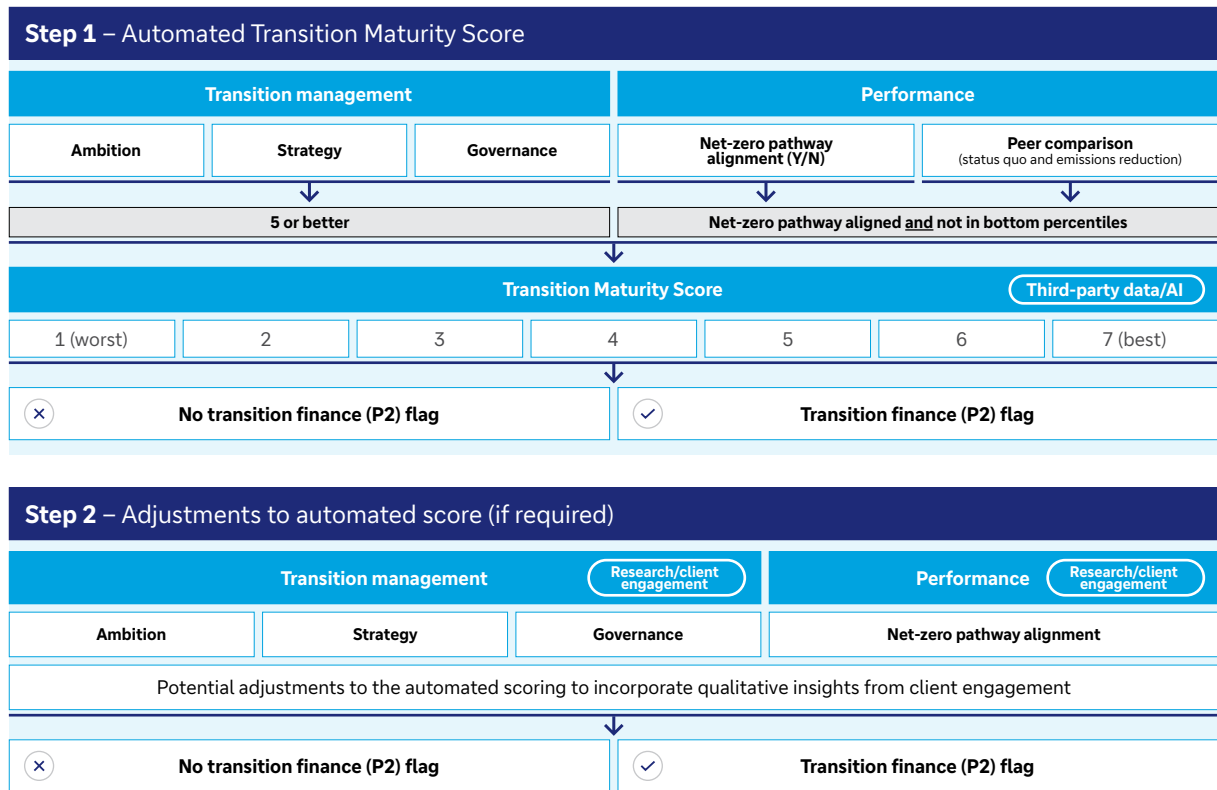 Step 1 – Automated Transition Maturity Score
Transition management
Performance
Ambition
Strategy
Governance
Net-zero pathway
alignment (Y/N)
Peer comparison
(status quo and emissions reduction)
5 or better
Net-zero pathway aligned and not in bottom percentiles
Transition Maturity Score
Third-party data/AI
1 (worst)
2
3
4
5
6
7 (best)
No transition finance (P2) flag
Transition finance (P2) flag
Step 2 – Adjustments to automated score (if required)
Transition management
Research/client
engagement
Performance
Research/client
engagement
Ambition
Strategy
Governance
Net-zero pathway alignment
Potential adjustments to the automated scoring to incorporate qualitative insights from client engagement
No transition finance (P2) flag
Transition finance (P2) flag